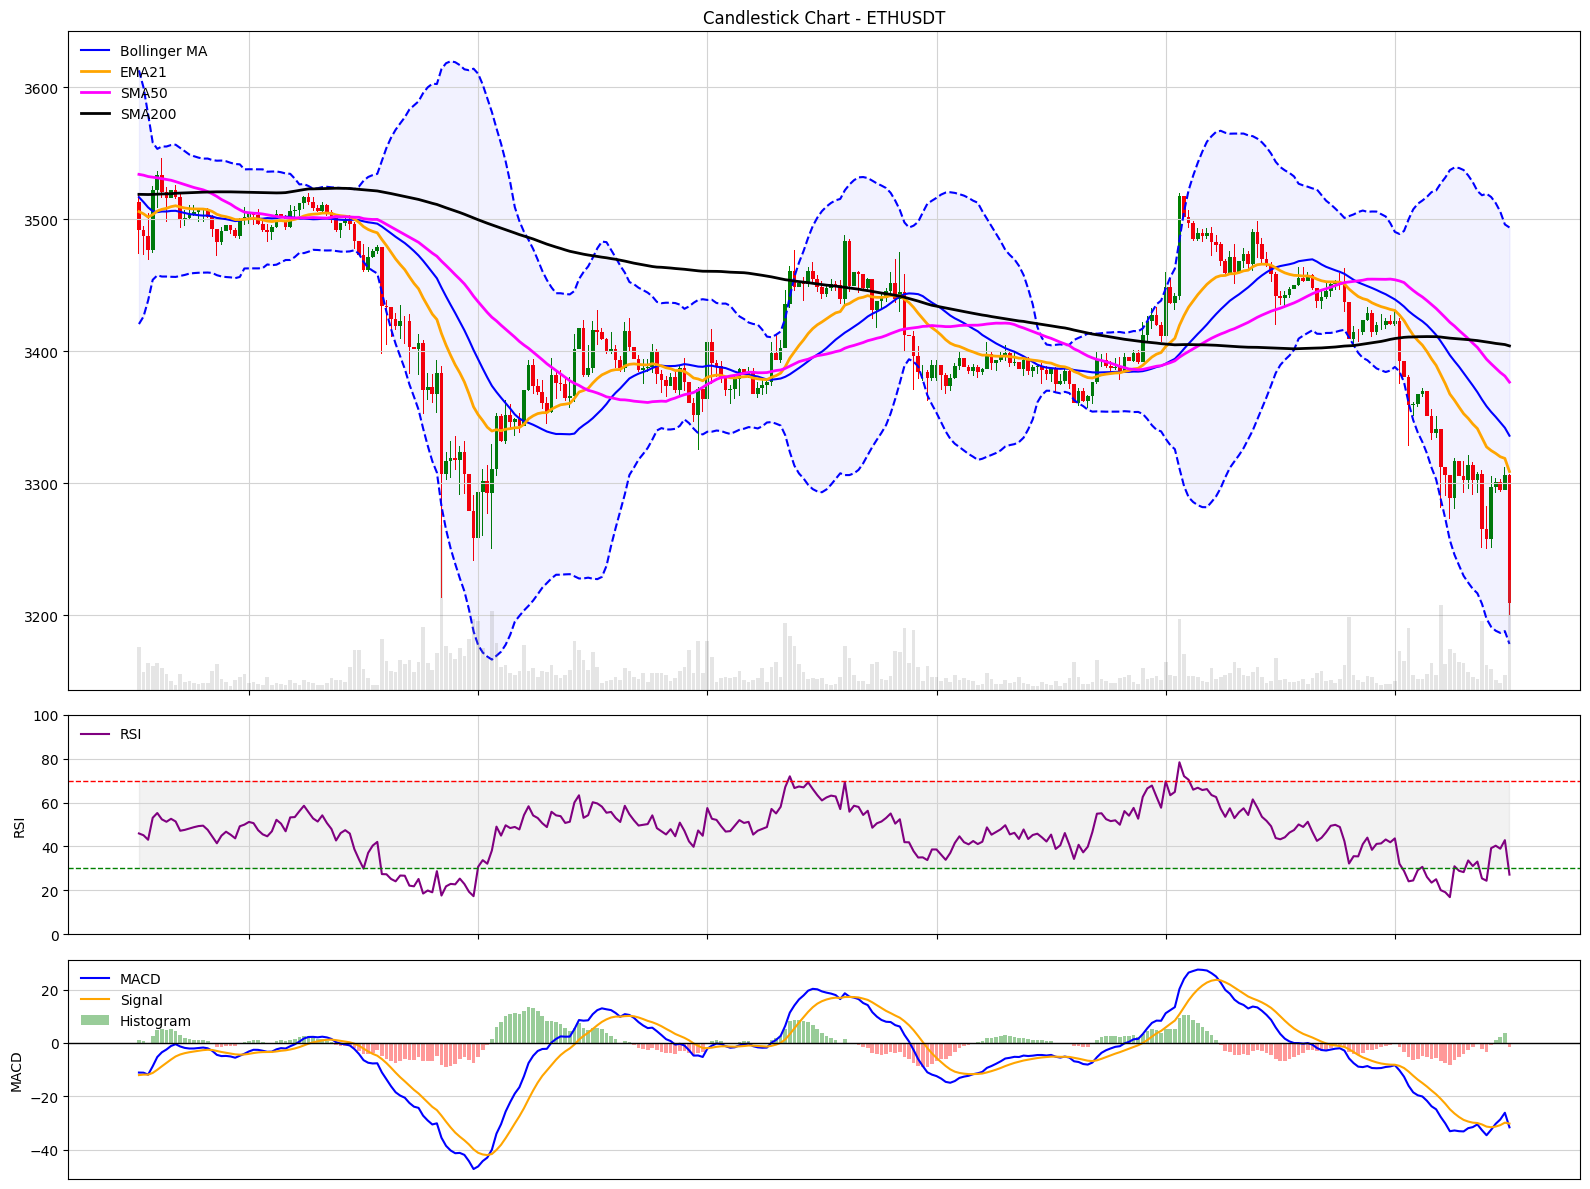 Candlestick Chart - ETHUSDT
Bollinger MA
EMA21
SMA50
SMA200
3600
3500
3400
3300
3200
RSI
100
80
60
40
20
0
RSI
MACD
Signal
Histogram
20
0
−20
−40
MACD